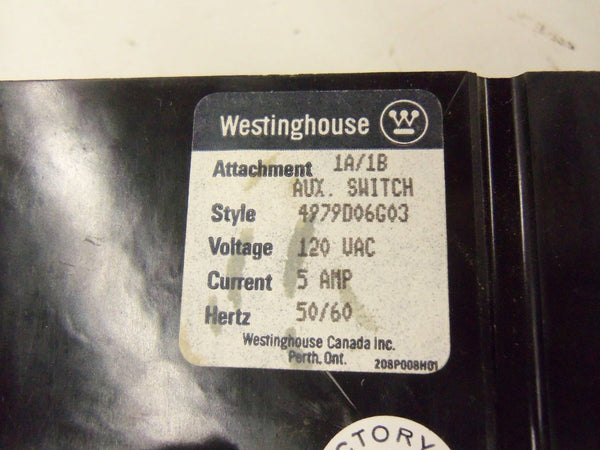 Westinghouse W
Attachment 1A/1B
AUX. SWITCH
Style 4979D06G03
Voltage 120 VAC
Current 5 AMP
Hertz 50/60
Westinghouse Canada Inc.
Perth, Ont. 208P008H01
CTORY